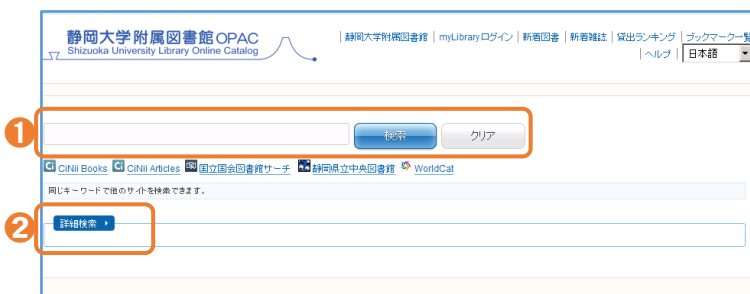 静岡大学附属図書館OPAC
Shizuoka University Library Online Catalog
静岡大学附属図書館 | myLibraryログイン | 新着図書 | 新着雑誌 | 貸出ランキング | ブックマーク一覧
| ヘルプ | 日本語
1
検索 クリア
CiNii Books CiNii Articles 国立国会図書館サーチ 静岡県立中央図書館 WorldCat
同じキーワードで他のサイトを検索できます。
2
詳細検索